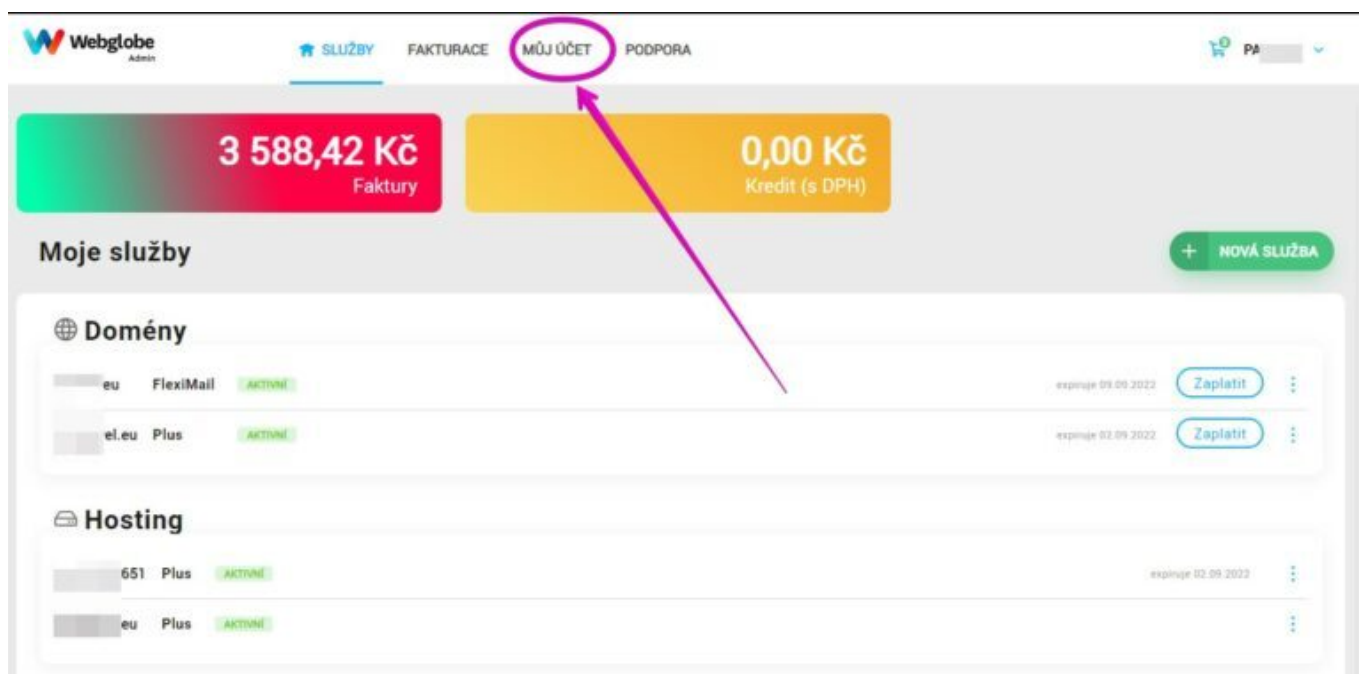 Webglobe
Admin
SLUŽBY FAKTURACE MŮJ ÚČET PODPORA PA
3 588,42 Kč
Faktury
0,00 Kč
Kredit (s DPH)
Moje služby
+ NOVÁ SLUŽBA
Domény
eu FlexiMail AKTIVNÍ expiruje 09.09.2022 Zaplatit
el.eu Plus AKTIVNÍ expiruje 02.09.2022 Zaplatit
Hosting
651 Plus AKTIVNÍ expiruje 02.09.2022
eu Plus AKTIVNÍ